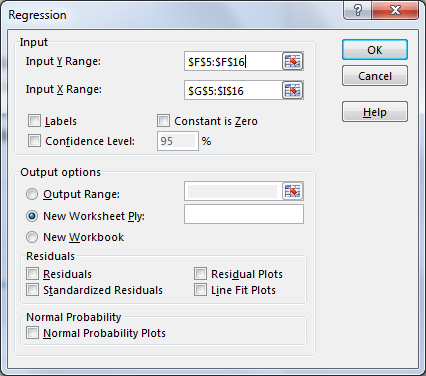 Regression
Input
Input Y Range: $F$5:$F$16
Input X Range: $G$5:$I$16
Labels Constant is Zero
Confidence Level: 95 %
OK
Cancel
Help
Output options
Output Range:
New Worksheet Ply:
New Workbook
Residuals
Residuals Residual Plots
Standardized Residuals Line Fit Plots
Normal Probability
Normal Probability Plots